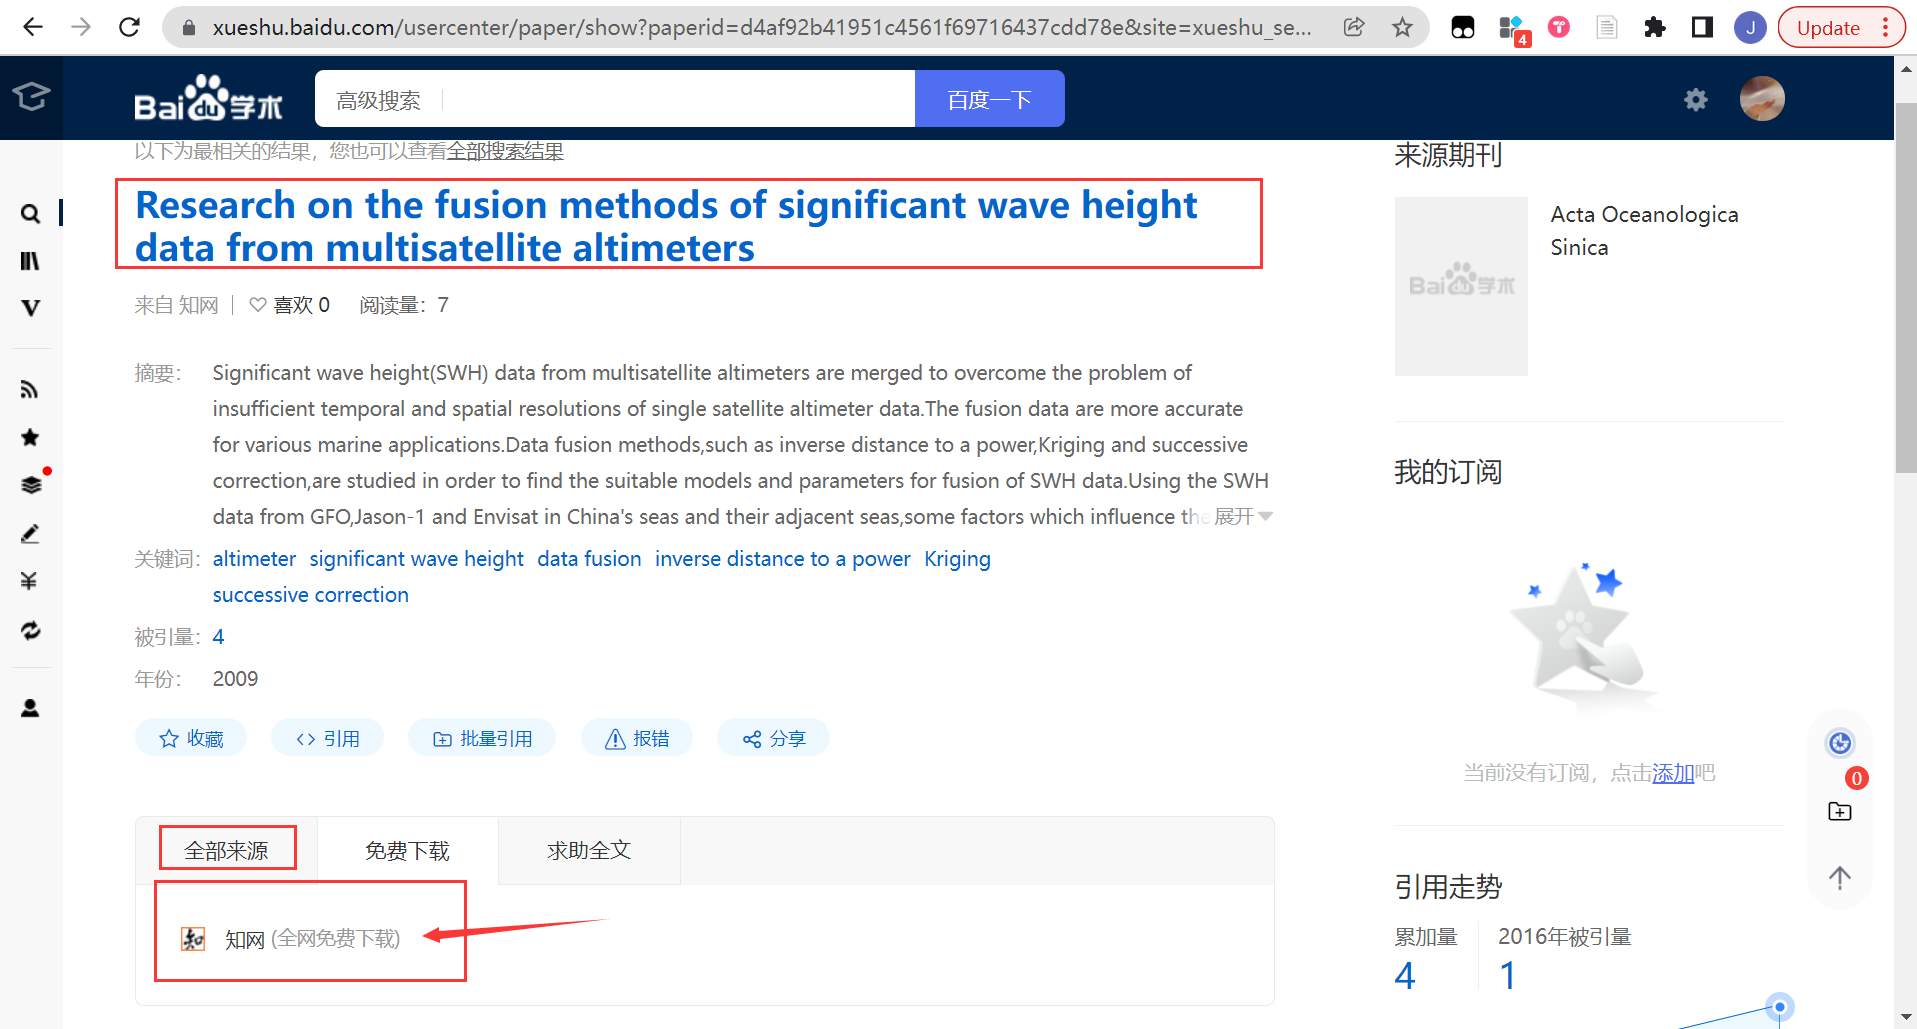 xueshu.baidu.com/usercenter/paper/show?paperid=d4af92b41951c4561f69716437cdd78e&site=xueshu_se...
4
J
Update
Bai du 学术
高级搜索
百度一下
以下为最相关的结果，您也可以查看全部搜索结果
Research on the fusion methods of significant wave height
data from multisatellite altimeters
来自 知网
喜欢 0
阅读量：7
摘要：
Significant wave height(SWH) data from multisatellite altimeters are merged to overcome the problem of
insufficient temporal and spatial resolutions of single satellite altimeter data.The fusion data are more accurate
for various marine applications.Data fusion methods,such as inverse distance to a power,Kriging and successive
correction,are studied in order to find the suitable models and parameters for fusion of SWH data.Using the SWH
data from GFO,Jason-1 and Envisat in China's seas and their adjacent seas,some factors which influence the 展开
关键词：
altimeter significant wave height data fusion inverse distance to a power Kriging
successive correction
被引量：4
年份：2009
收藏
引用
批量引用
报错
分享
全部来源
免费下载
求助全文
知 知网 (全网免费下载)
来源期刊
Bai du 学术
Acta Oceanologica
Sinica
我的订阅
当前没有订阅，点击添加吧
0
引用走势
累加量
4
2016年被引量
1